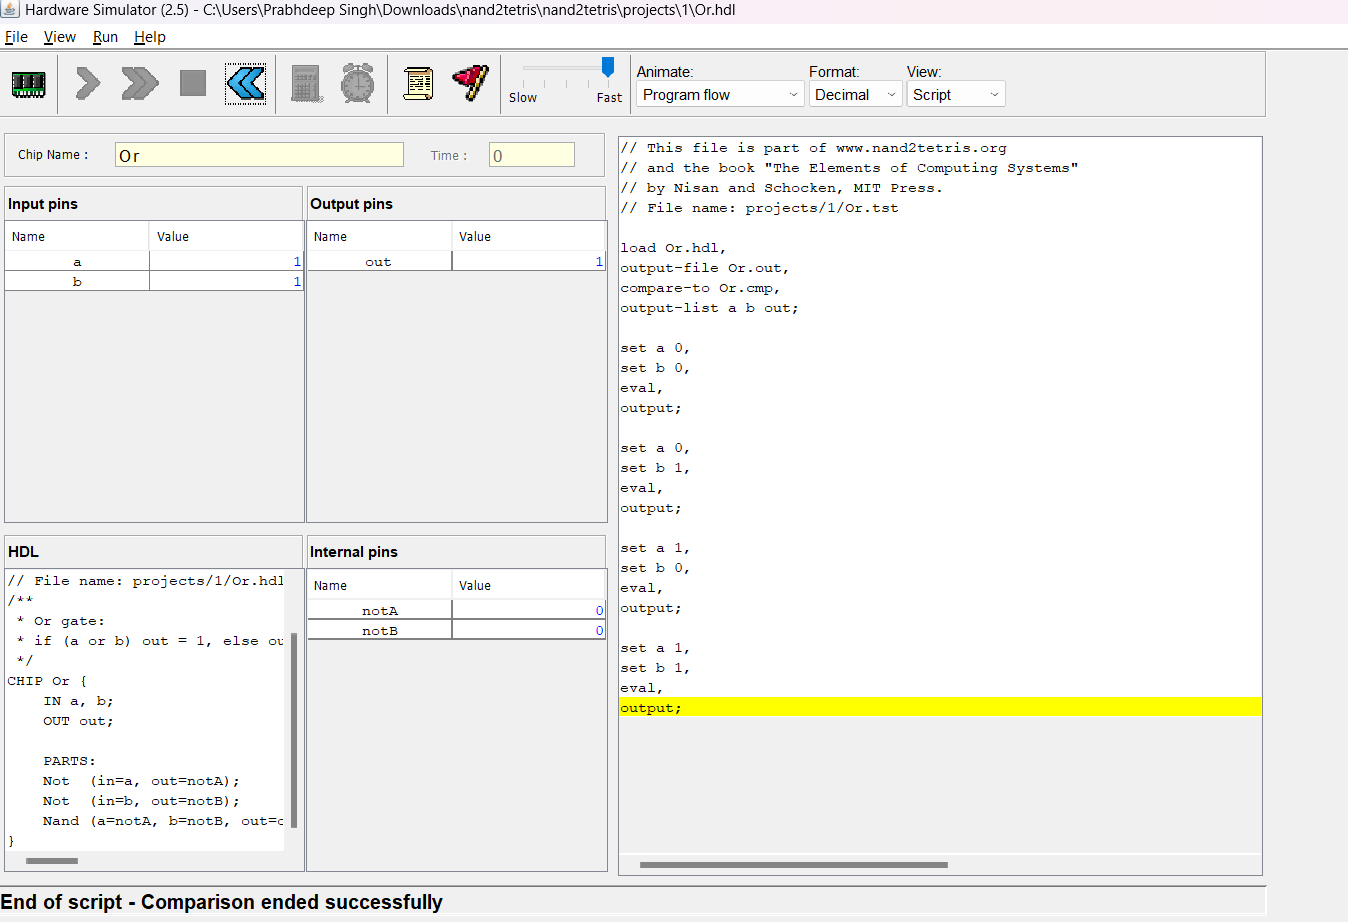 Hardware Simulator (2.5) - C:\Users\Prabhdeep Singh\Downloads\nand2tetris\nand2tetris\projects\1\Or.hdl
File View Run Help
Slow Fast
Animate: Format: View:
Program flow Decimal Script
Chip Name : Or Time : 0
Input pins
Name Value
a 1
b 1
Output pins
Name Value
out 1
HDL
// File name: projects/1/Or.hdl
/**
* Or gate:
* if (a or b) out = 1, else ou
*/
CHIP Or {
IN a, b;
OUT out;
PARTS:
Not (in=a, out=notA);
Not (in=b, out=notB);
Nand (a=notA, b=notB, out=o
}
Internal pins
Name Value
notA 0
notB 0
// This file is part of www.nand2tetris.org
// and the book "The Elements of Computing Systems"
// by Nisan and Schocken, MIT Press.
// File name: projects/1/Or.tst
load Or.hdl,
output-file Or.out,
compare-to Or.cmp,
output-list a b out;
set a 0,
set b 0,
eval,
output;
set a 0,
set b 1,
eval,
output;
set a 1,
set b 0,
eval,
output;
set a 1,
set b 1,
eval,
output;
End of script - Comparison ended successfully